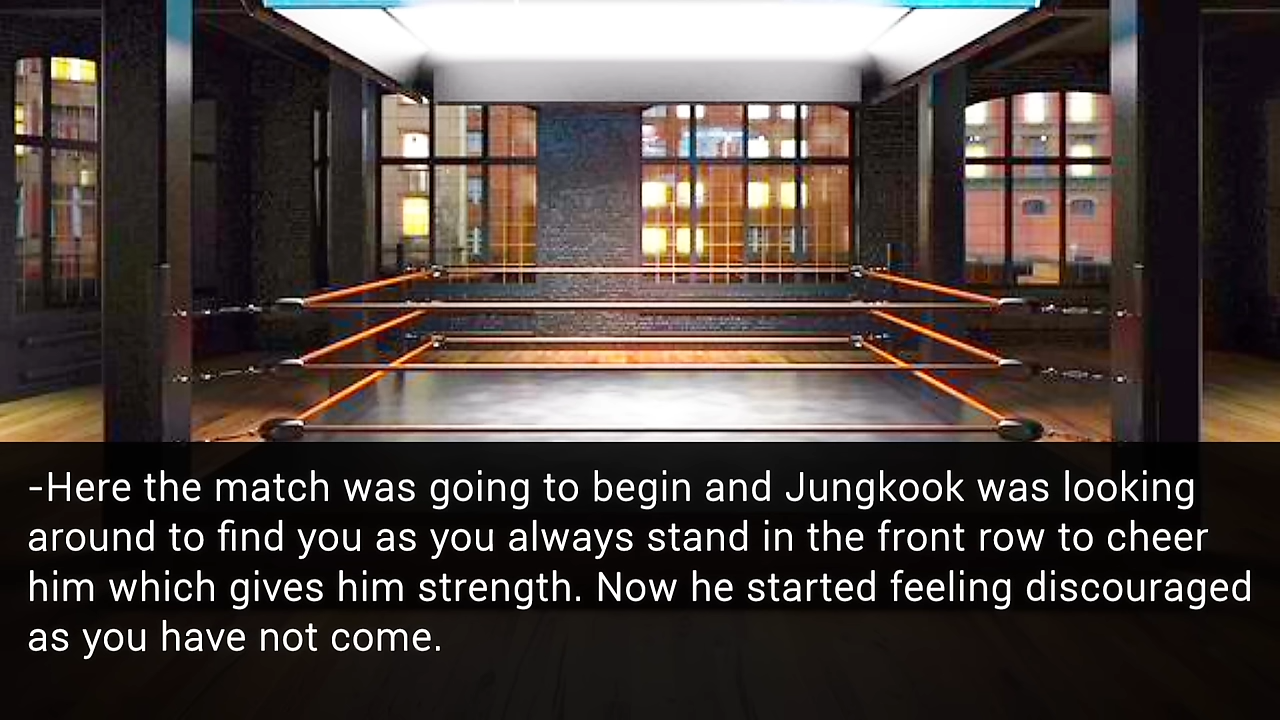 -Here the match was going to begin and Jungkook was looking
around to find you as you always stand in the front row to cheer
him which gives him strength. Now he started feeling discouraged
as you have not come.